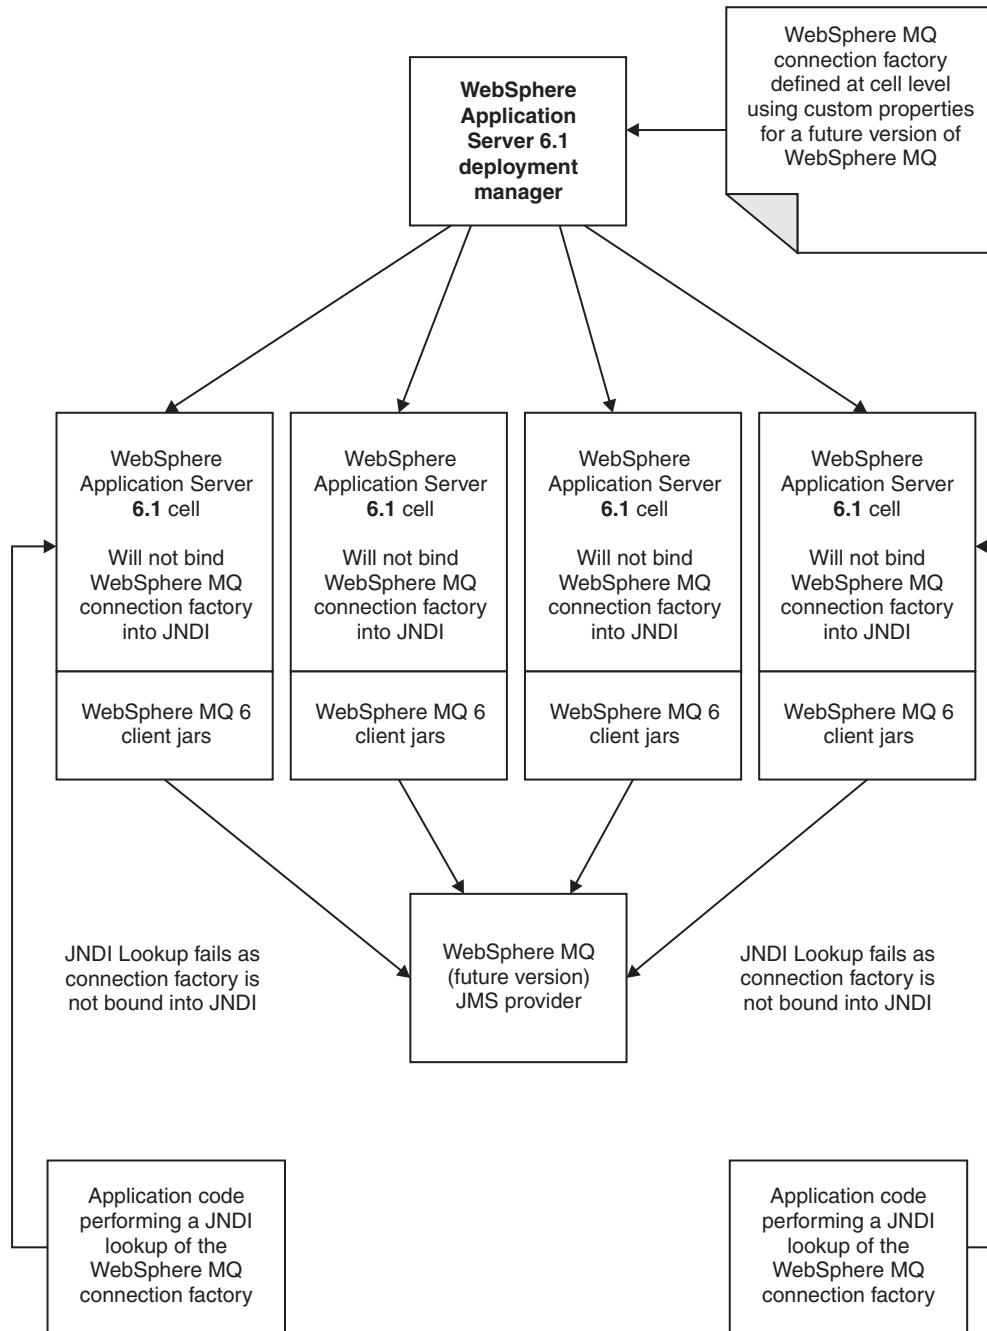 WebSphere MQ
connection factory
defined at cell level
using custom properties
for a future version of
WebSphere MQ
WebSphere
Application
Server 6.1
deployment
manager
WebSphere
Application Server
6.1 cell
Will not bind
WebSphere MQ
connection factory
into JNDI
WebSphere MQ 6
client jars
WebSphere
Application Server
6.1 cell
Will not bind
WebSphere MQ
connection factory
into JNDI
WebSphere MQ 6
client jars
WebSphere
Application Server
6.1 cell
Will not bind
WebSphere MQ
connection factory
into JNDI
WebSphere MQ 6
client jars
WebSphere
Application Server
6.1 cell
Will not bind
WebSphere MQ
connection factory
into JNDI
WebSphere MQ 6
client jars
JNDI Lookup fails as
connection factory is
not bound into JNDI
WebSphere MQ
(future version)
JMS provider
JNDI Lookup fails as
connection factory is
not bound into JNDI
Application code
performing a JNDI
lookup of the
WebSphere MQ
connection factory
Application code
performing a JNDI
lookup of the
WebSphere MQ
connection factory